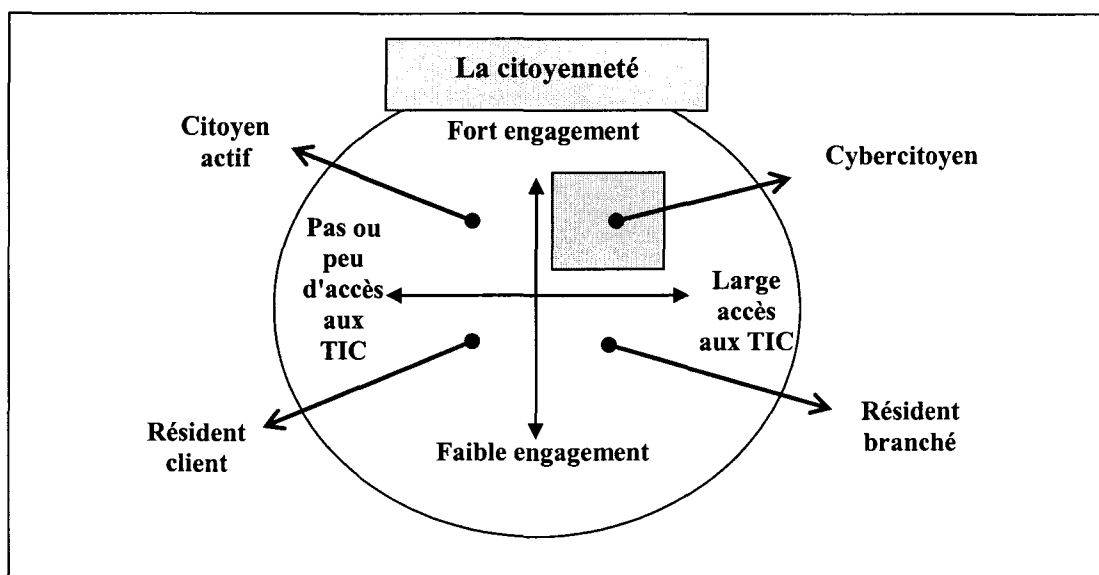 La citoyenneté
Fort engagement
Citoyen
actif
Cybercitoyen
Pas ou
peu
d'accès
aux
TIC
Large
accès
aux TIC
Résident
client
Faible engagement
Résident
branché